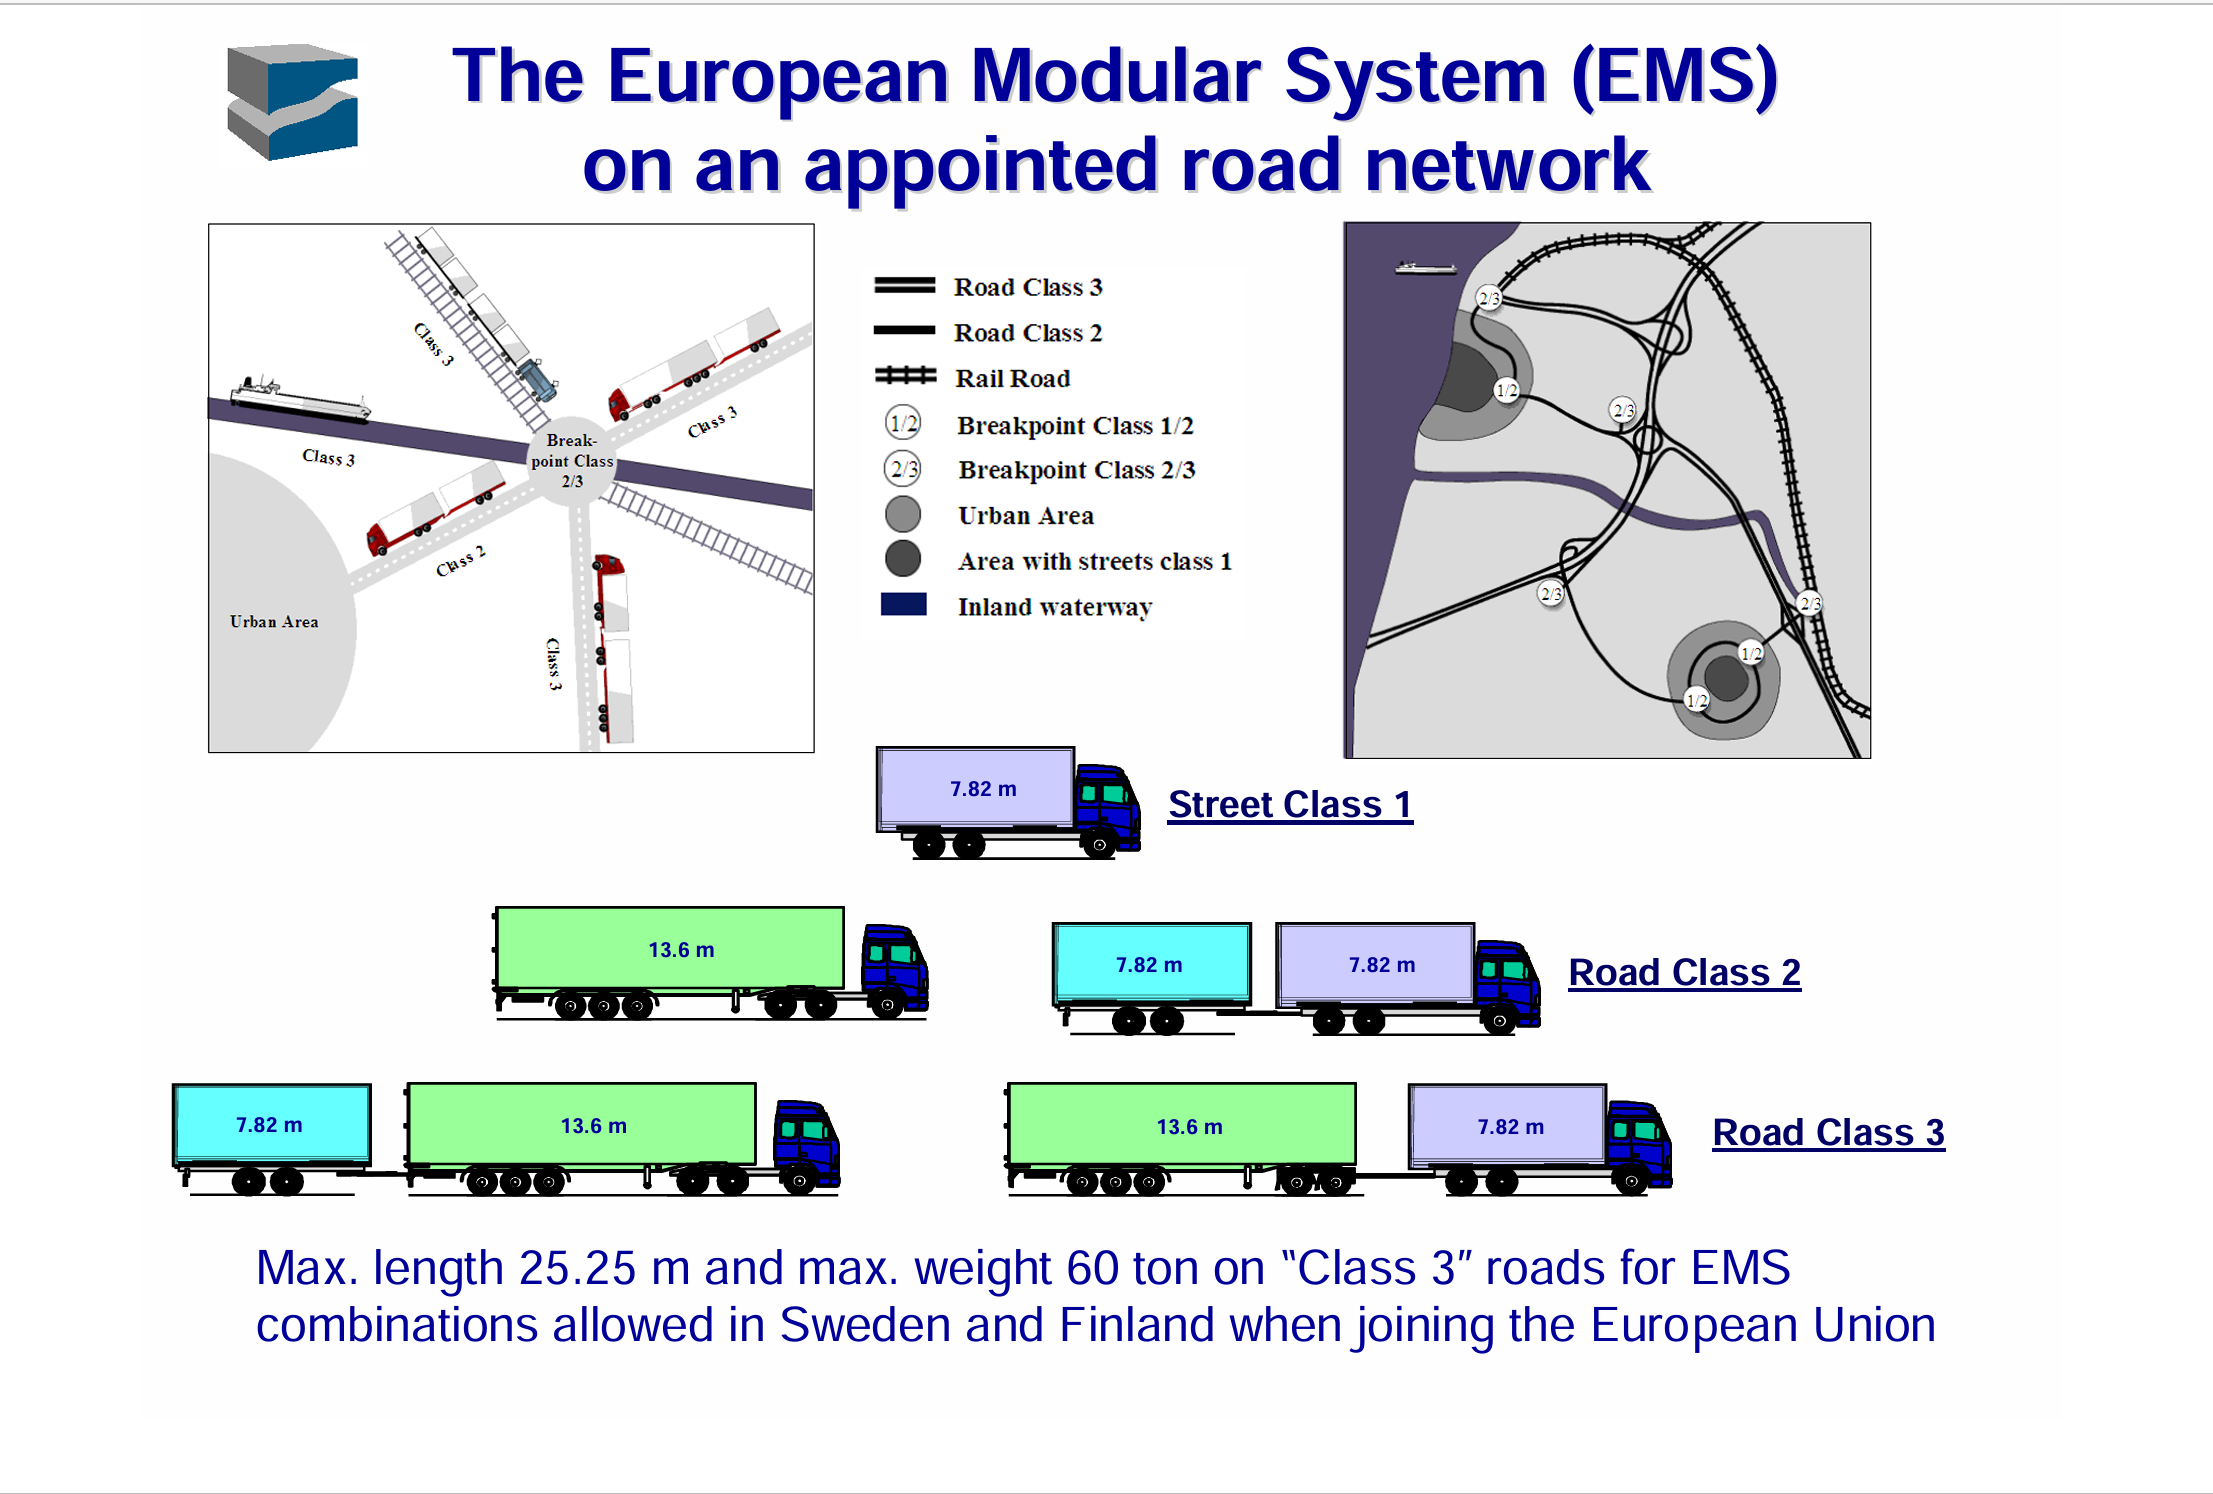 The European Modular System (EMS)
on an appointed road network
Class 3
Class 3
Class 3
Break-
point Class
2/3
Class 2
Class 3
Urban Area
Road Class 3
Road Class 2
Rail Road
1/2 Breakpoint Class 1/2
2/3 Breakpoint Class 2/3
Urban Area
Area with streets class 1
Inland waterway
2/3
1/2
2/3
2/3
2/3
1/2
1/2
7.82 m
Street Class 1
13.6 m
7.82 m
7.82 m
Road Class 2
7.82 m
13.6 m
13.6 m
7.82 m
Road Class 3
Max. length 25.25 m and max. weight 60 ton on “Class 3” roads for EMS
combinations allowed in Sweden and Finland when joining the European Union